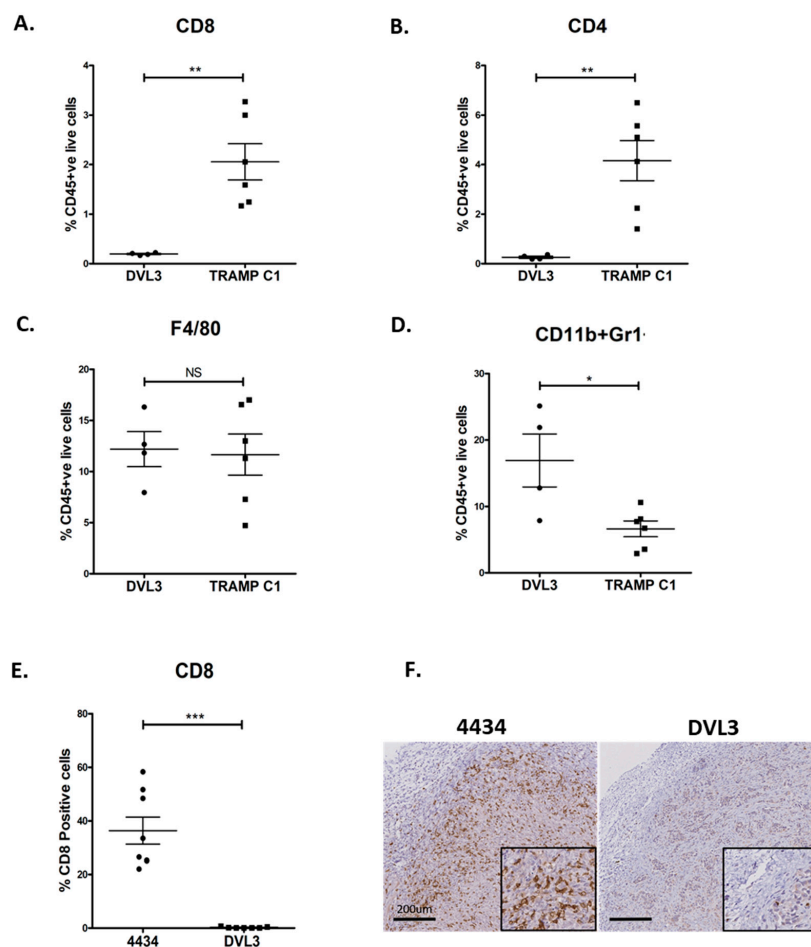 A.
CD8
% CD45+ve live cells
4
3
2
1
0
**
DVL3 TRAMP C1
B.
CD4
% CD45+ve live cells
8
6
4
2
0
**
DVL3 TRAMP C1
C.
F4/80
% CD45+ve live cells
20
15
10
5
0
NS
DVL3 TRAMP C1
D.
CD11b+Gr1
% CD45+ve live cells
30
20
10
0
*
DVL3 TRAMP C1
E.
CD8
% CD8 Positive cells
80
60
40
20
0
***
4434 DVL3
F.
4434 DVL3
200um